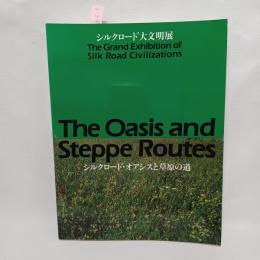 シルクロード大文明展
The Grand Exhibition of
Silk Road Civilizations
The Oasis and
Steppe Routes
シルクロード・オアシスと草原の道